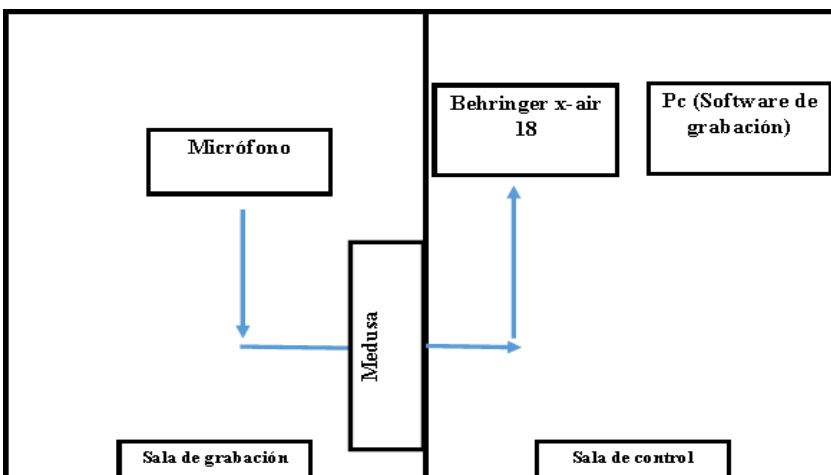 Micrófono
Behringer x-air
18
Pc (Software de
grabación)
Medusa
Sala de grabación
Sala de control